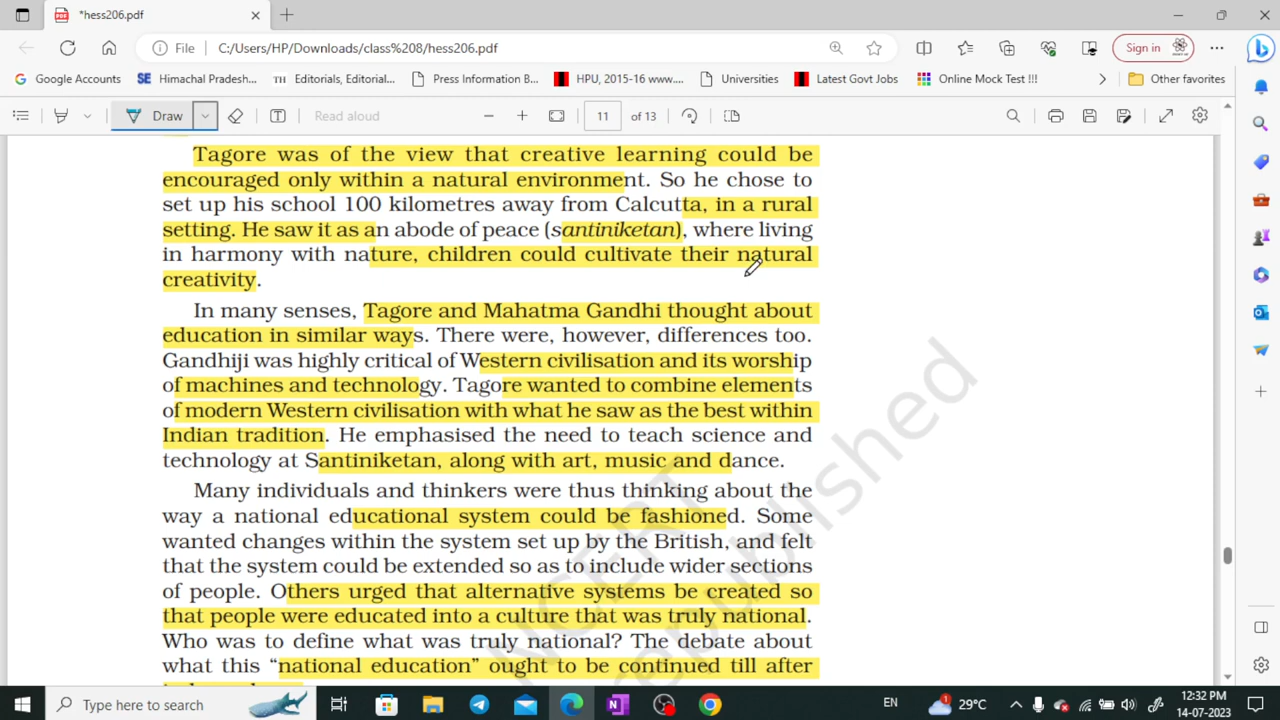 *hess206.pdf
File C:/Users/HP/Downloads/class%208/hess206.pdf Sign in
Google Accounts SE Himachal Pradesh... TH Editorials, Editorial... Press Information B... HPU, 2015-16 www.... Universities Latest Govt Jobs Online Mock Test !!! Other favorites
Draw Read aloud 11 of 13
Tagore was of the view that creative learning could be
encouraged only within a natural environment. So he chose to
set up his school 100 kilometres away from Calcutta, in a rural
setting. He saw it as an abode of peace (santiniketan), where living
in harmony with nature, children could cultivate their natural
creativity.
In many senses, Tagore and Mahatma Gandhi thought about
education in similar ways. There were, however, differences too.
Gandhiji was highly critical of Western civilisation and its worship
of machines and technology. Tagore wanted to combine elements
of modern Western civilisation with what he saw as the best within
Indian tradition. He emphasised the need to teach science and
technology at Santiniketan, along with art, music and dance.
Many individuals and thinkers were thus thinking about the
way a national educational system could be fashioned. Some
wanted changes within the system set up by the British, and felt
that the system could be extended so as to include wider sections
of people. Others urged that alternative systems be created so
that people were educated into a culture that was truly national.
Who was to define what was truly national? The debate about
what this “national education” ought to be continued till after
NCERT
republished
Type here to search EN 1 29°C 12:32 PM
14-07-2023